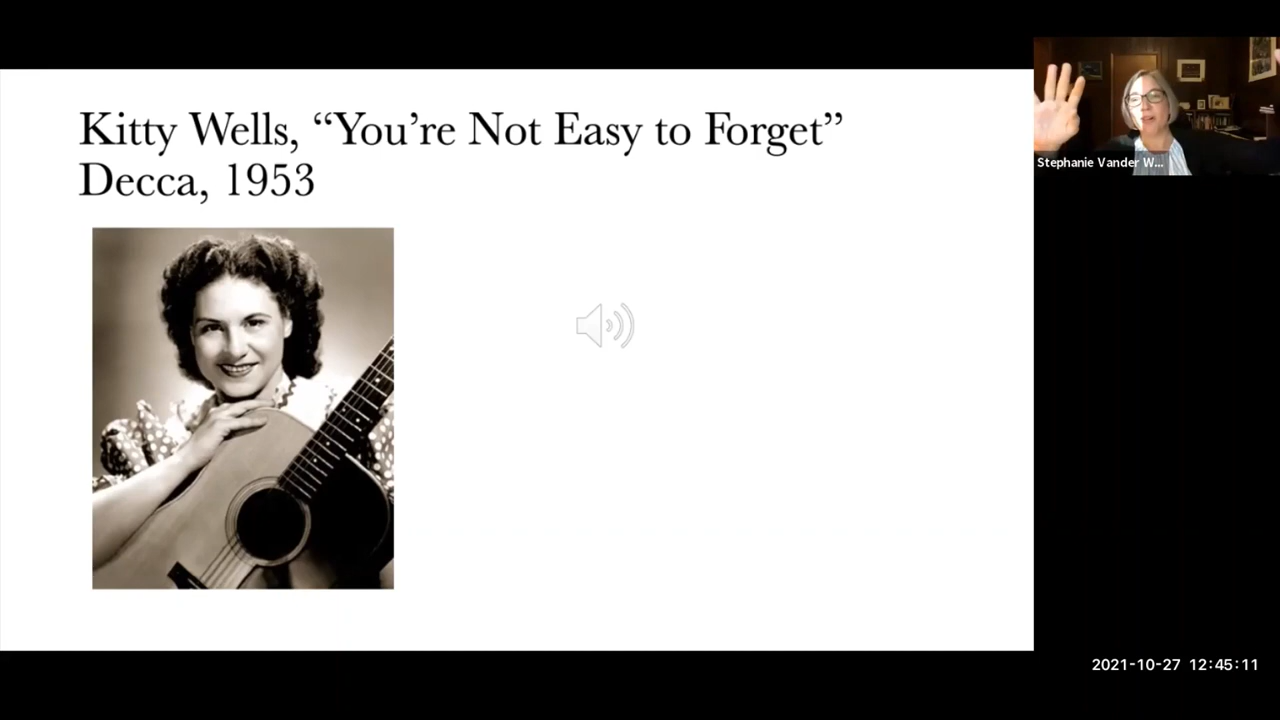 Kitty Wells, “You’re Not Easy to Forget”
Decca, 1953
Stephanie Vander W...
2021-10-27 12:45:11